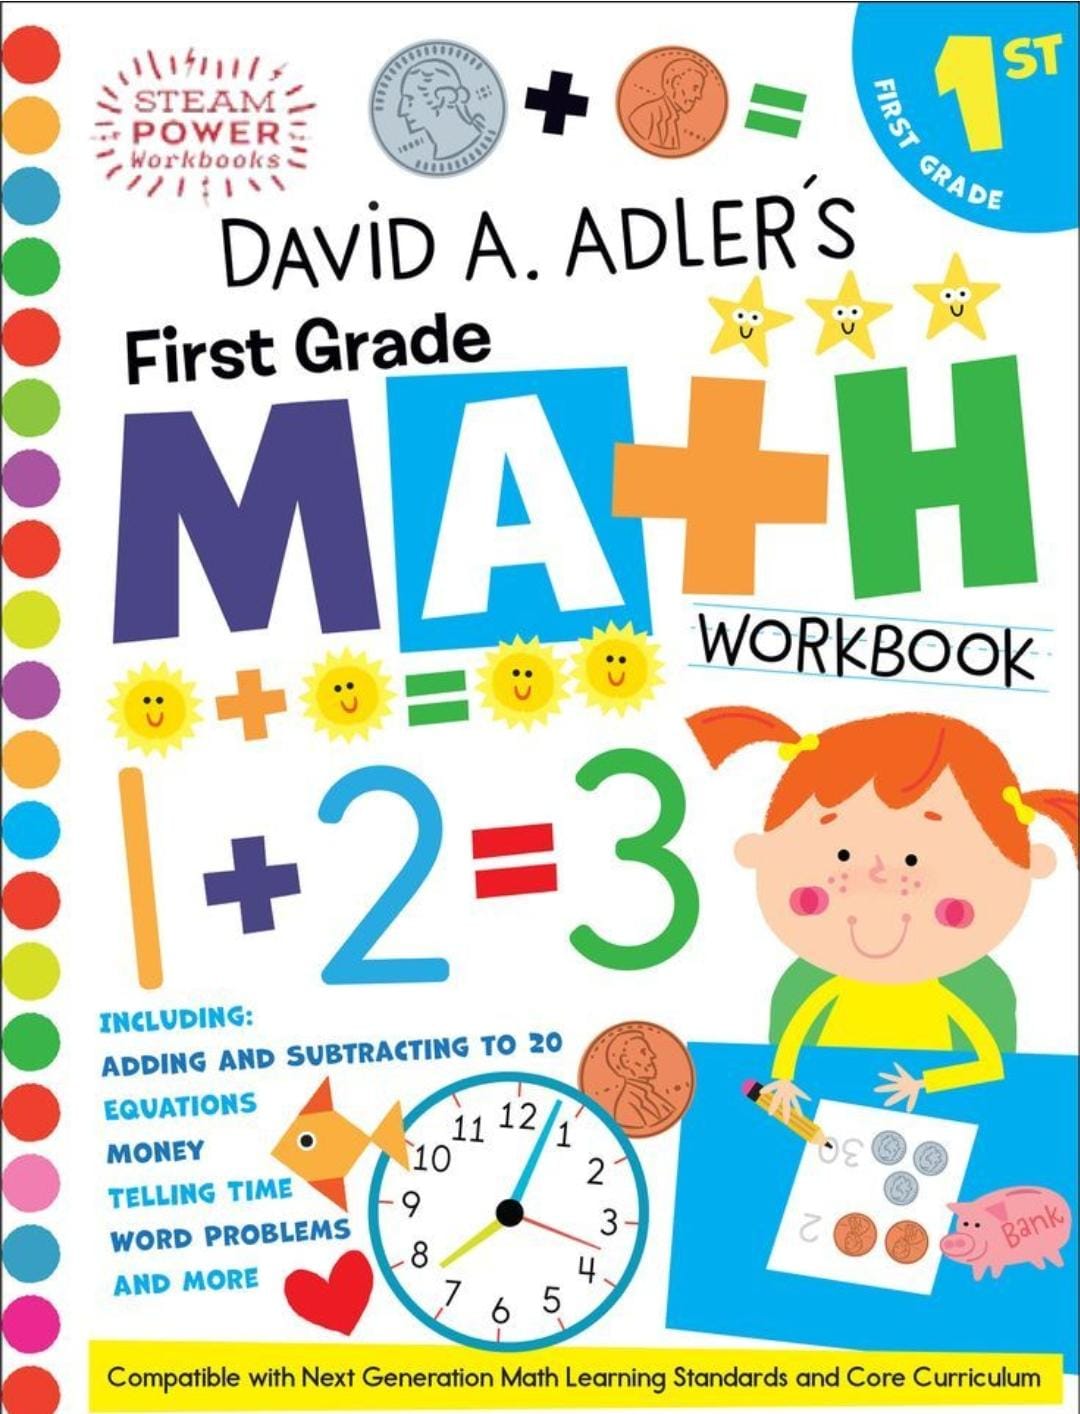 STEAM
POWER
Workbooks
+ =
1ST
FIRST GRADE
DAViD A. ADLER'S
First Grade
MA+H
WORKBOOK
+ =
1+2=3
INCLUDING:
ADDING AND SUBTRACTING TO 20
EQUATIONS
MONEY
TELLING TIME
WORD PROBLEMS
AND MORE
12
1
2
3
4
5
6
7
8
9
10
11
30
2
Bank
Compatible with Next Generation Math Learning Standards and Core Curriculum